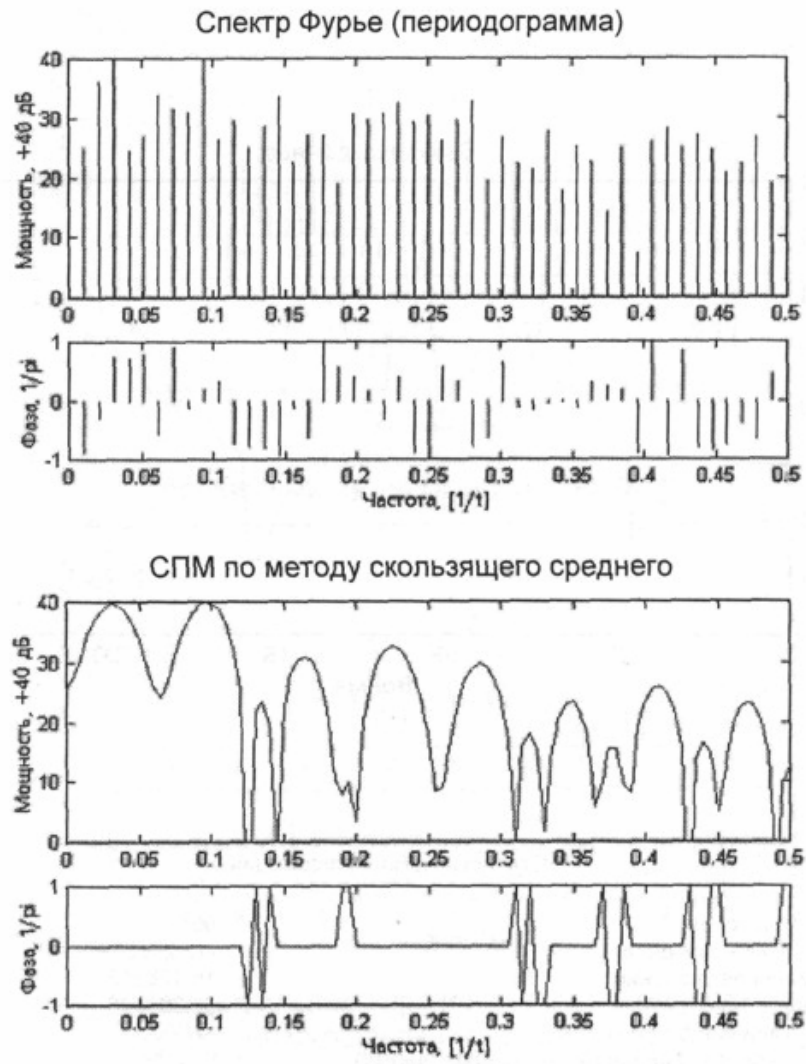 Спектр Фурье (периодограмма)
Мощность, +40 дБ
40
30
20
10
0
0 0.05 0.1 0.15 0.2 0.25 0.3 0.35 0.4 0.45 0.5
Фаза, 1/pi
1
0
-1
0 0.05 0.1 0.15 0.2 0.25 0.3 0.35 0.4 0.45 0.5
Частота, [1/t]
СПМ по методу скользящего среднего
Мощность, +40 дБ
40
30
20
10
0
0 0.05 0.1 0.15 0.2 0.25 0.3 0.35 0.4 0.45 0.5
Фаза, 1/pi
1
0
-1
0 0.05 0.1 0.15 0.2 0.25 0.3 0.35 0.4 0.45 0.5
Частота, [1/t]